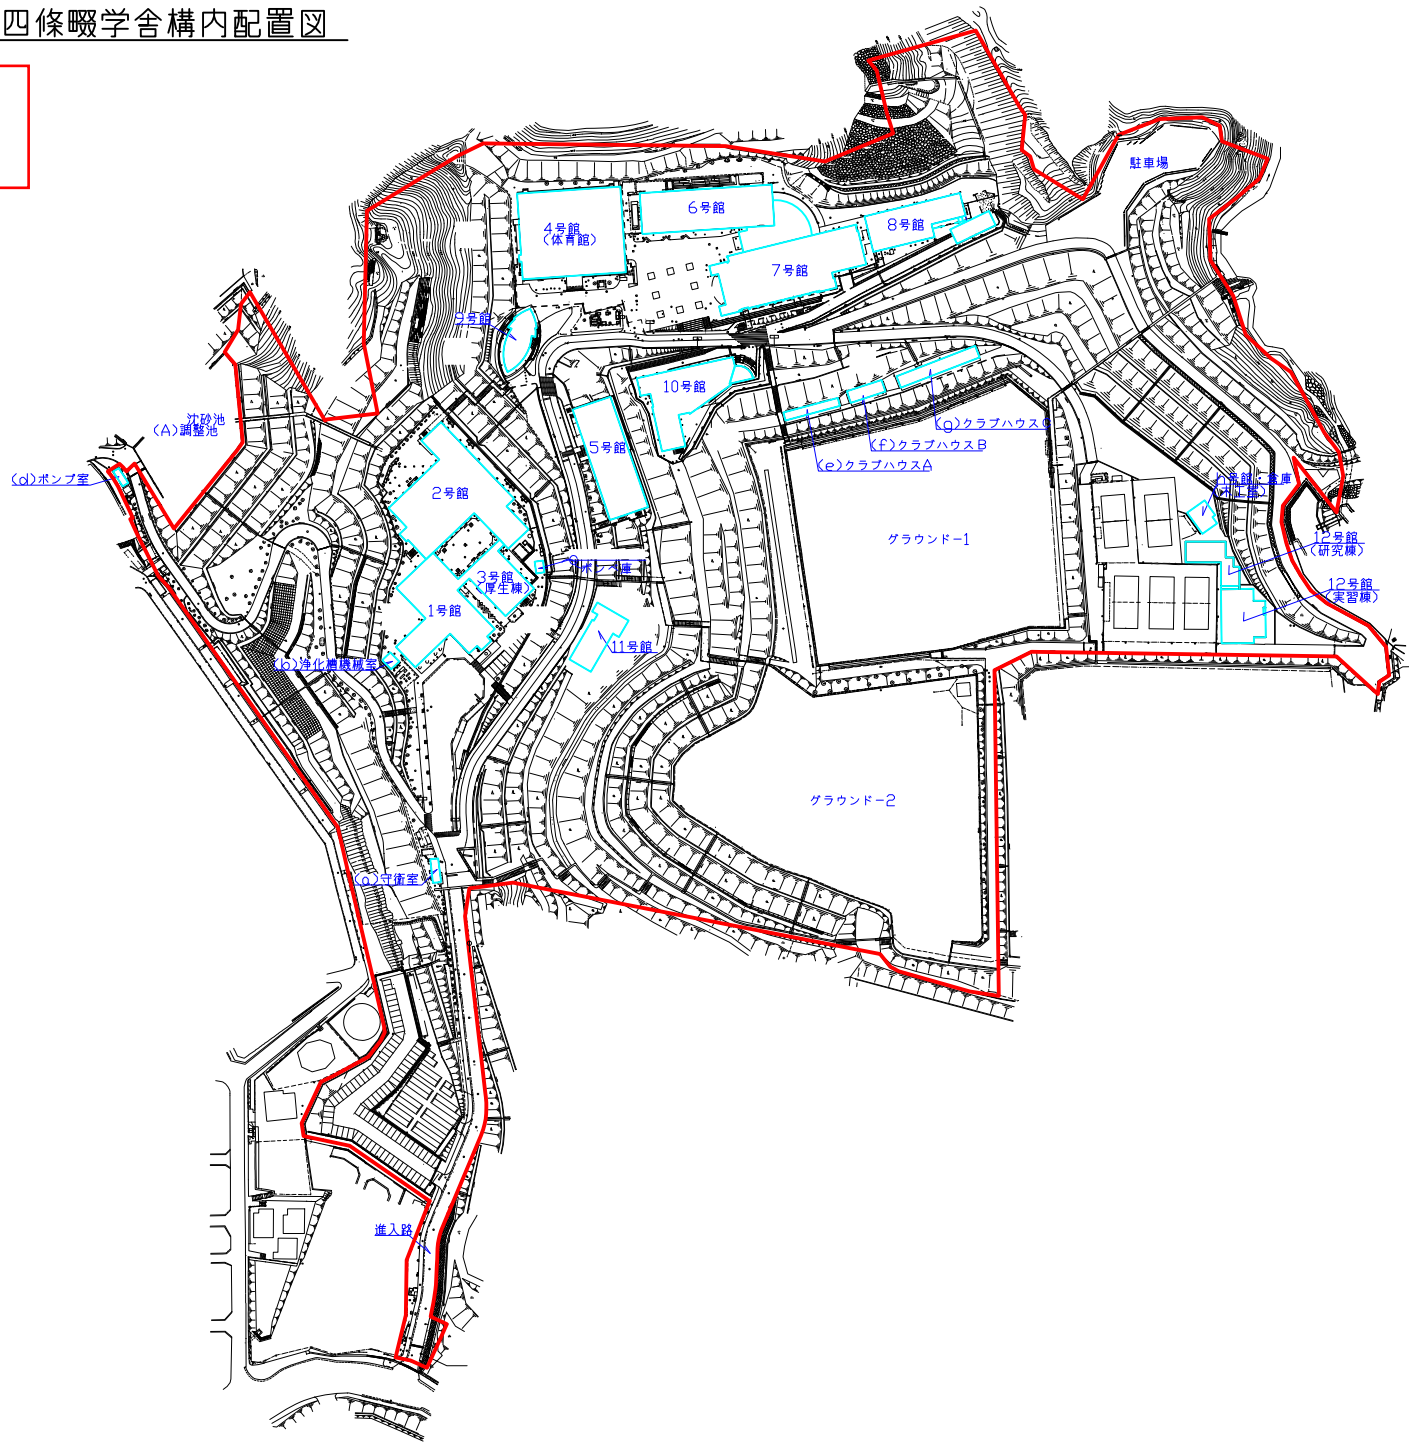 四條畷学舎構内配置図
駐車場
6号館
4号館
(体育館)
8号館
7号館
9号館
10号館
沈砂池
(A)調整池
(g)クラブハウスC
(f)クラブハウスB
5号館
(e)クラブハウスA
(d)ポンプ室
2号館
倉庫
(木工室)
グラウンド-1
12号館
(研究棟)
3号館
(厚生棟)
12号館
(実習棟)
1号館
11号館
(b)浄化槽機械室
グラウンド-2
(a)守衛室
進入路